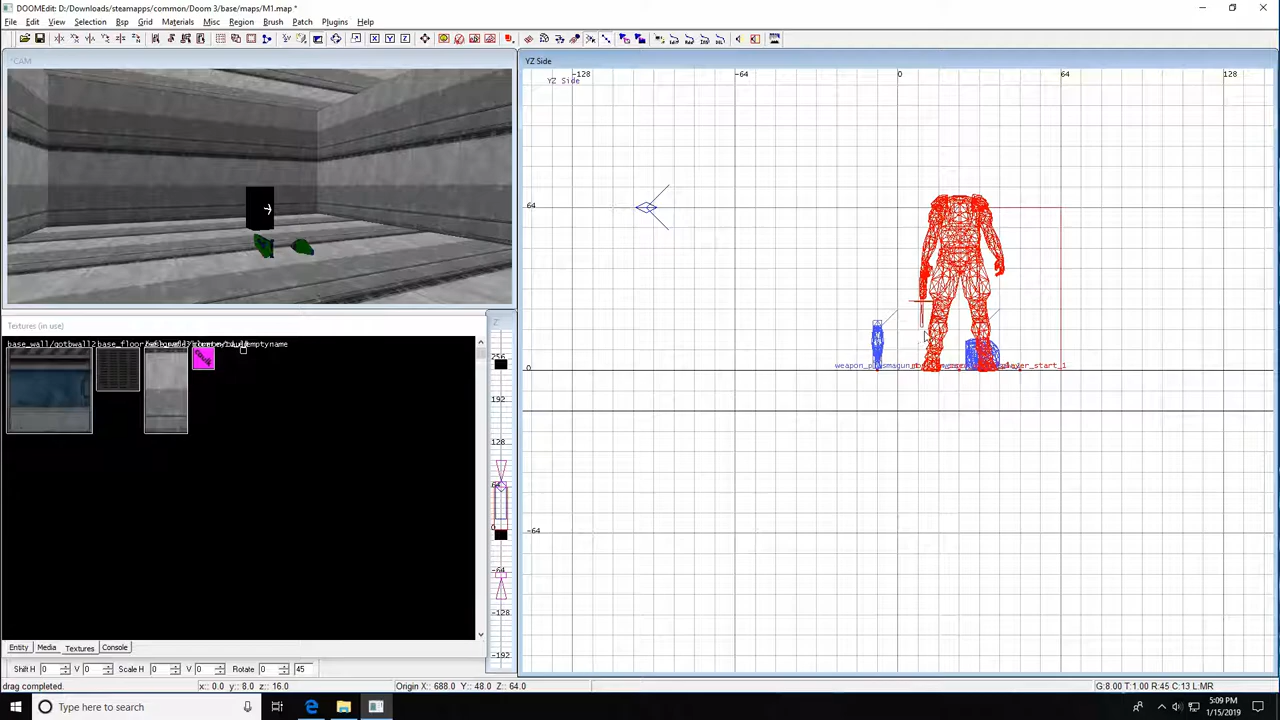 DOOMEdit: D:/Downloads/steamapps/common/Doom 3/base/maps/M1.map *
File Edit View Selection Bsp Grid Materials Misc Region Brush Patch Plugins Help
*CAM
YZ Side
YZ Side
-128 -64 0 64 128
64
0
-64
player_start_1
Textures (in use)
base_wall/gotbwall2
emptyname
Z
256
192
128
64
0
-64
-128
-192
Entity Media Textures Console
Shift H 0 V 0 Scale H 0 V 0 Rotate 0 45
drag completed. x:: 0.0 y:: 8.0 z:: 16.0 Origin X:: 688.0 Y:: 48.0 Z:: 64.0 G:8.00 T:1.00 R:45 C:13 L:MR
Type here to search
5:09 PM
1/15/2019